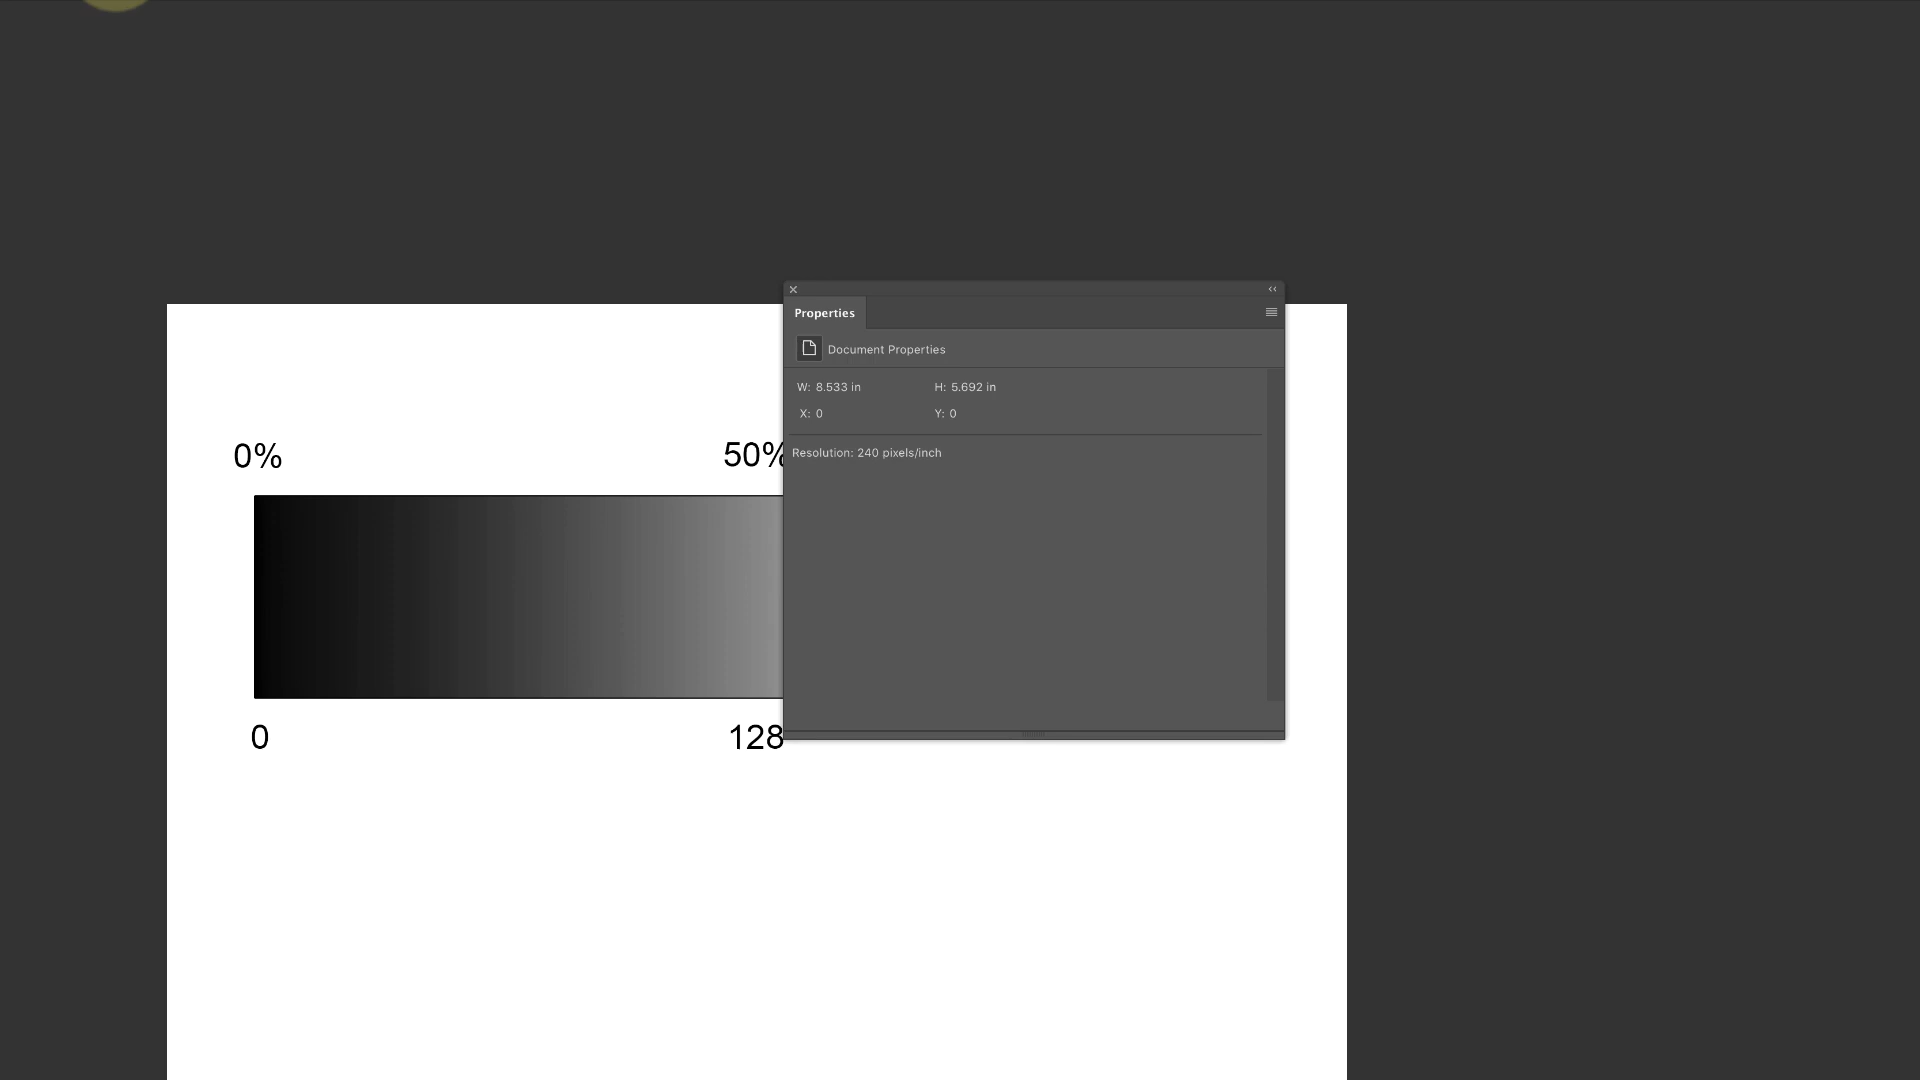 Properties
Document Properties
W: 8.533 in H: 5.692 in
X: 0 Y: 0
Resolution: 240 pixels/inch
0% 50%
0 128